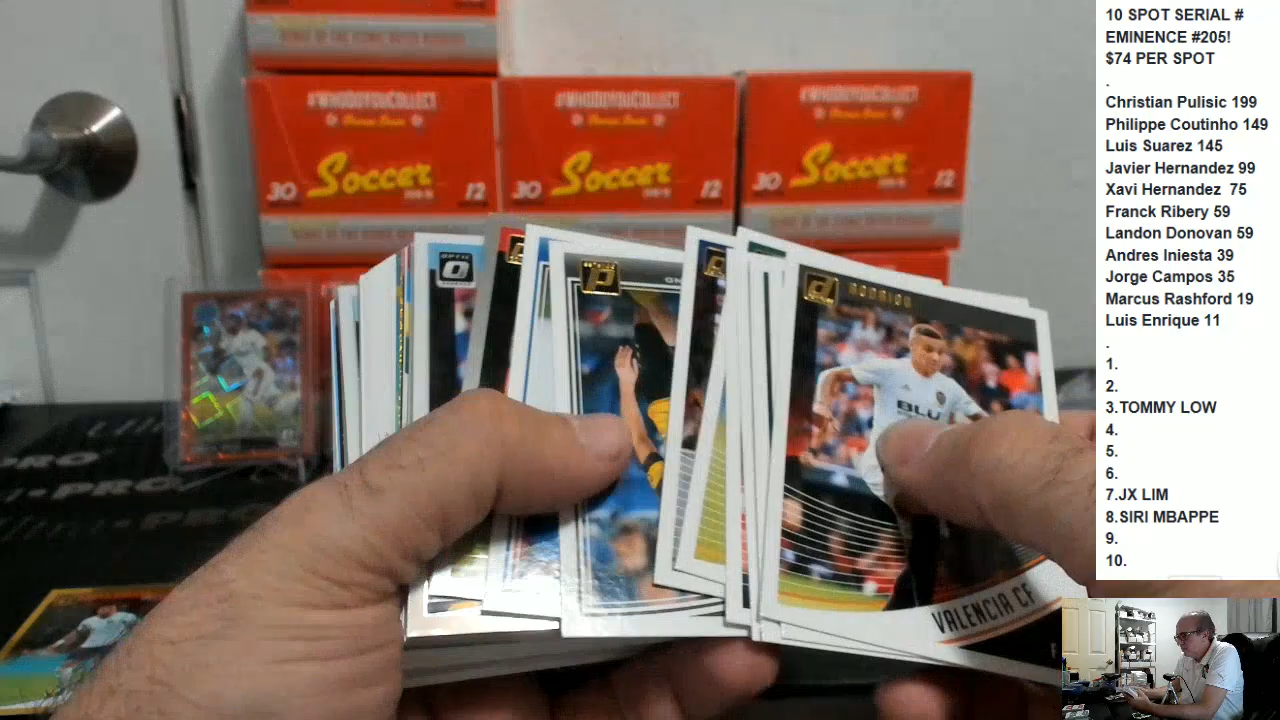 10 SPOT SERIAL #
EMINENCE #205!
$74 PER SPOT
.
Christian Pulisic 199
Philippe Coutinho 149
Luis Suarez 145
Javier Hernandez 99
Xavi Hernandez 75
Franck Ribery 59
Landon Donovan 59
Andres Iniesta 39
Jorge Campos 35
Marcus Rashford 19
Luis Enrique 11
.
1.
2.
3.TOMMY LOW
4.
5.
6.
7.JX LIM
8.SIRI MBAPPE
9.
10.
#WHODOYOUCOLLECT
Soccer
30
12
#WHODOYOUCOLLECT
Soccer
30
12
#WHODOYOUCOLLECT
Soccer
30
12
OPTIC
RODRIGO
BLU
VALENCIA CF
PRO
PRO